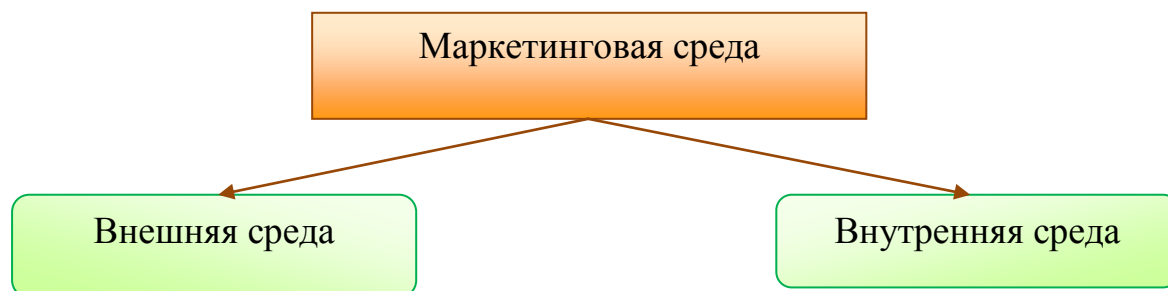 Маркетинговая среда
Внешняя среда
Внутренняя среда